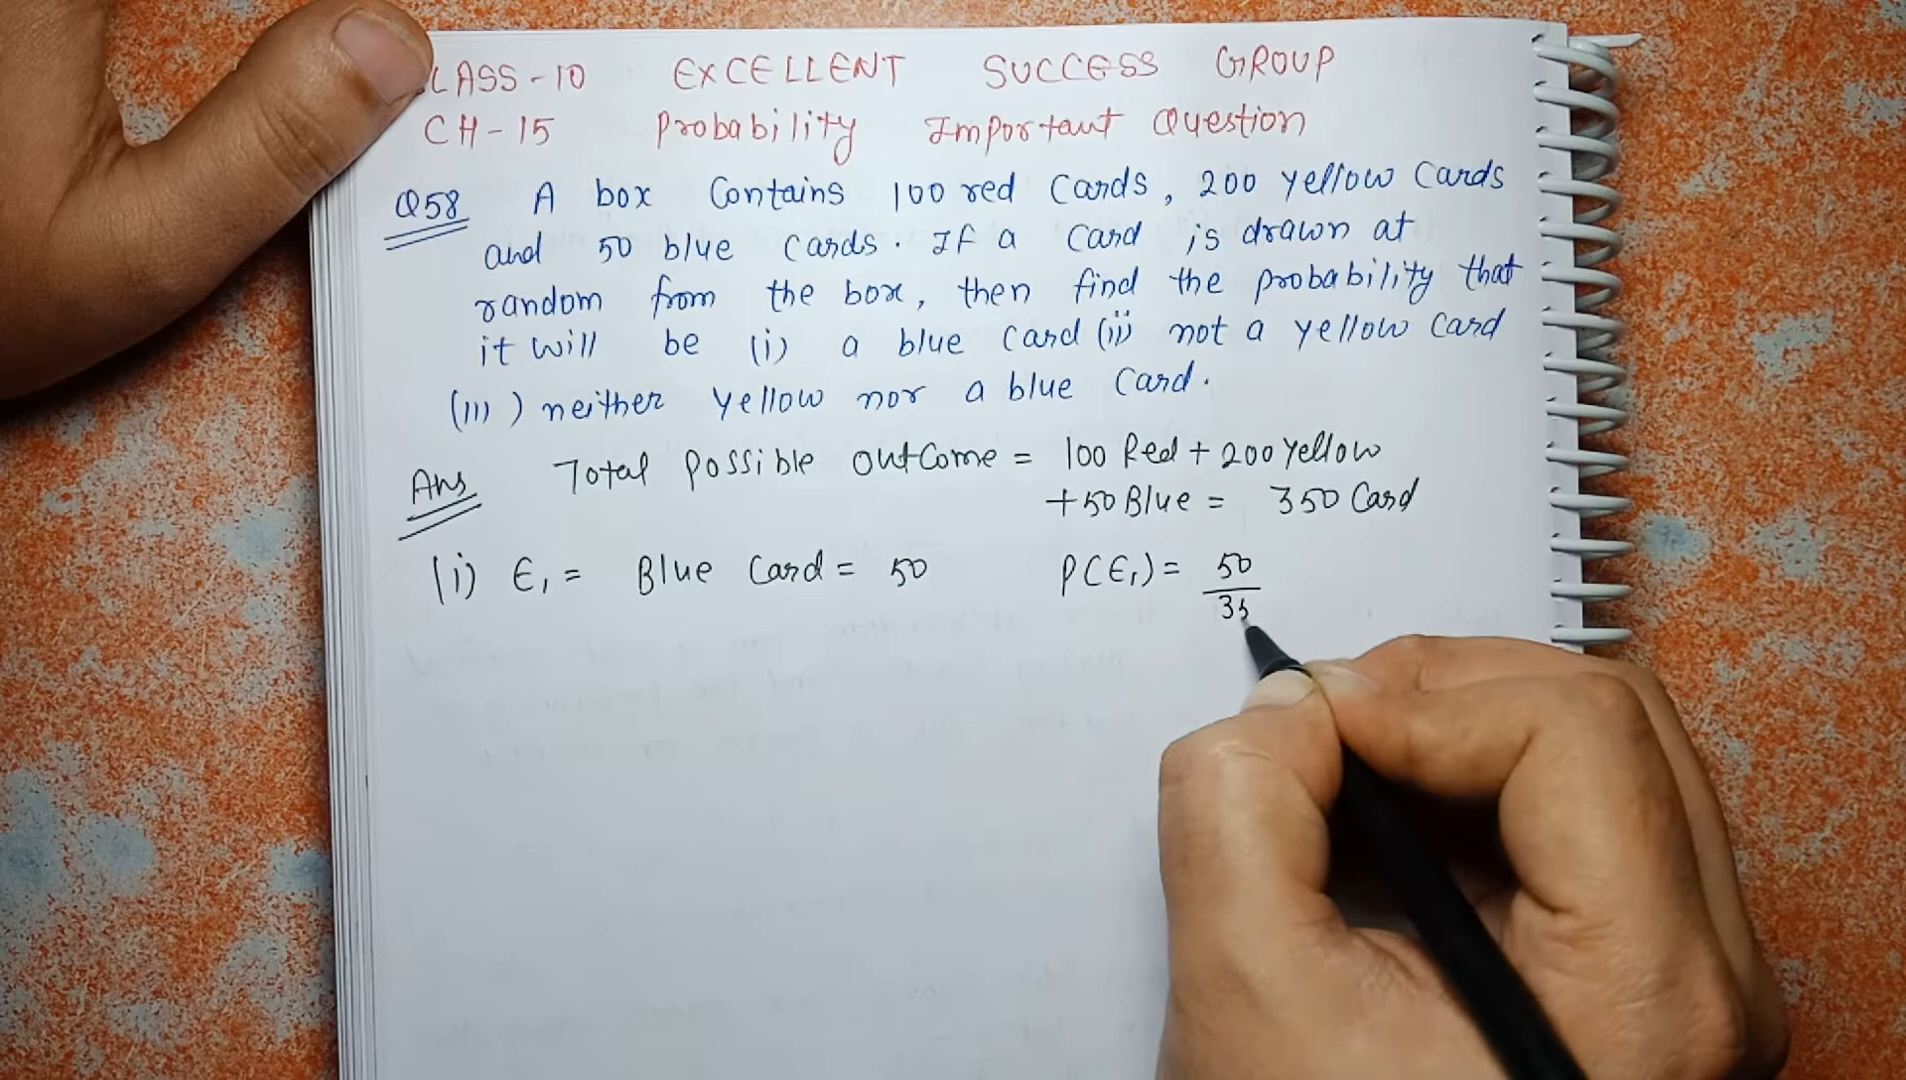 CLASS-10 EXCELLENT SUCCESS GROUP
CH-15 Probability Important Question
Q58 A box Contains 100 red Cards, 200 yellow Cards
and 50 blue cards. If a Card is drawn at
random from the box, then find the probability that
it will be (i) a blue card (ii) not a yellow card
(iii) neither yellow nor a blue Card.
Ans Total Possible outCome = 100 Red + 200 Yellow
+50 Blue = 350 Card
(i) E₁ = Blue Card = 50 P(E₁) = 50
35